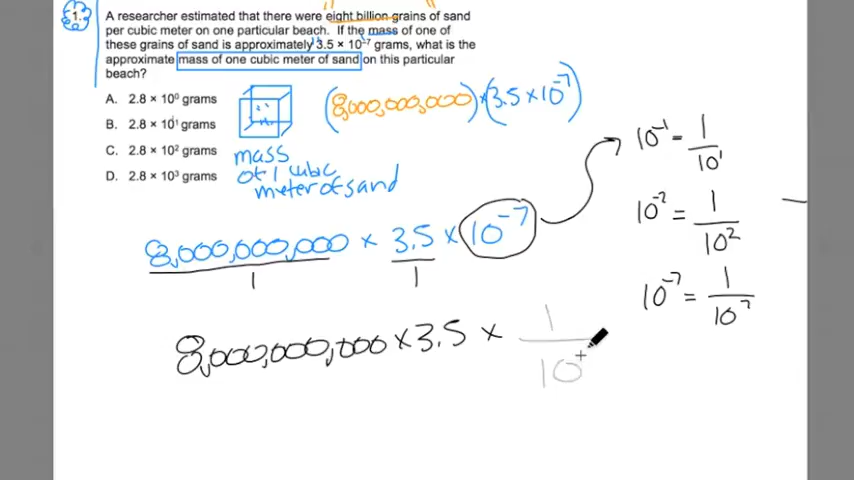 1. A researcher estimated that there were eight billion grains of sand
per cubic meter on one particular beach. If the mass of one of
these grains of sand is approximately 3.5 × 10⁻⁷ grams, what is the
approximate mass of one cubic meter of sand on this particular
beach?
A. 2.8 × 10⁰ grams
B. 2.8 × 10¹ grams
C. 2.8 × 10² grams
D. 2.8 × 10³ grams
(8,000,000,000) × (3.5 × 10⁻⁷)
mass
of 1 cubic
meter of sand
10⁻¹ = 1/10¹
10⁻² = 1/10²
10⁻⁷ = 1/10⁷
8,000,000,000 × 3.5 × 10⁻⁷
1 1
8,000,000,000 × 3.5 × 1/10